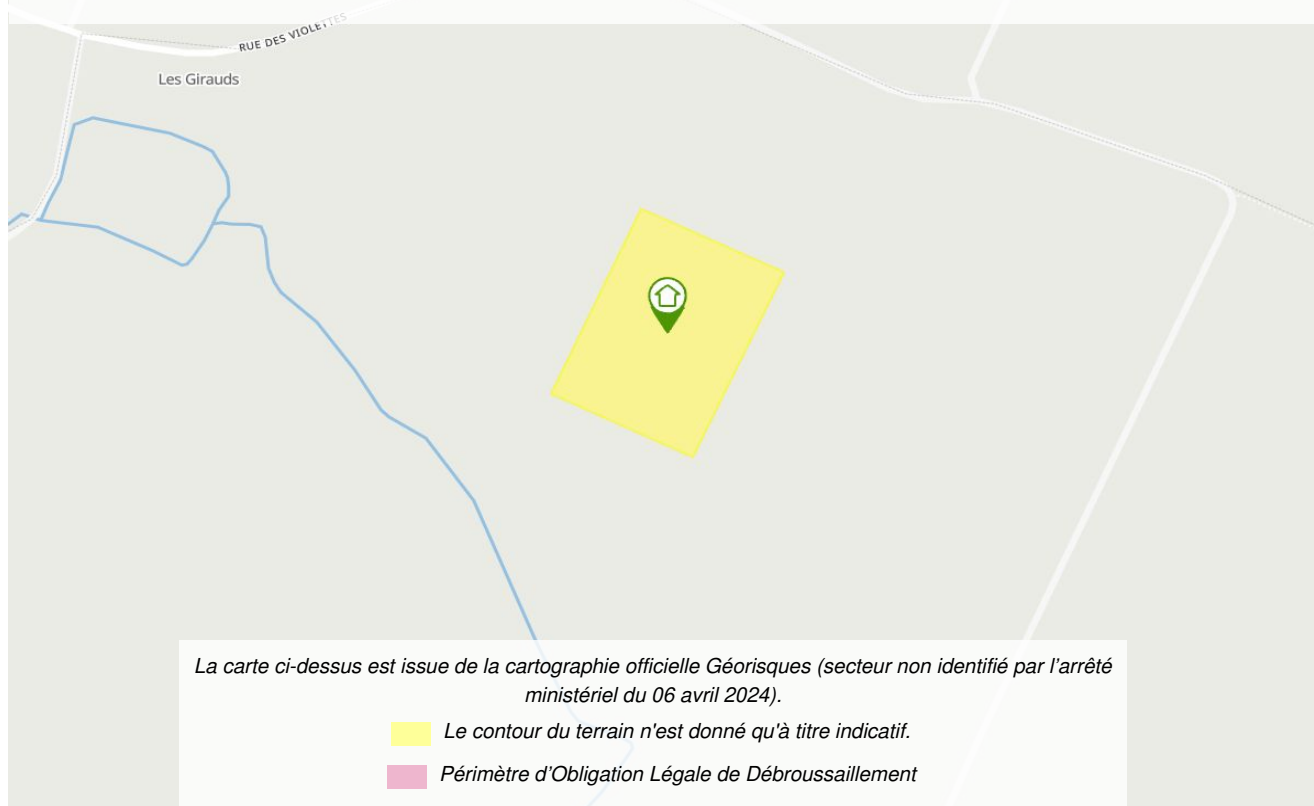 RUE DES VIOLETTES
Les Girauds
La carte ci-dessus est issue de la cartographie officielle Géorisques (secteur non identifié par l'arrêté
ministériel du 06 avril 2024).
Le contour du terrain n'est donné qu'à titre indicatif.
Périmètre d'Obligation Légale de Débroussaillement